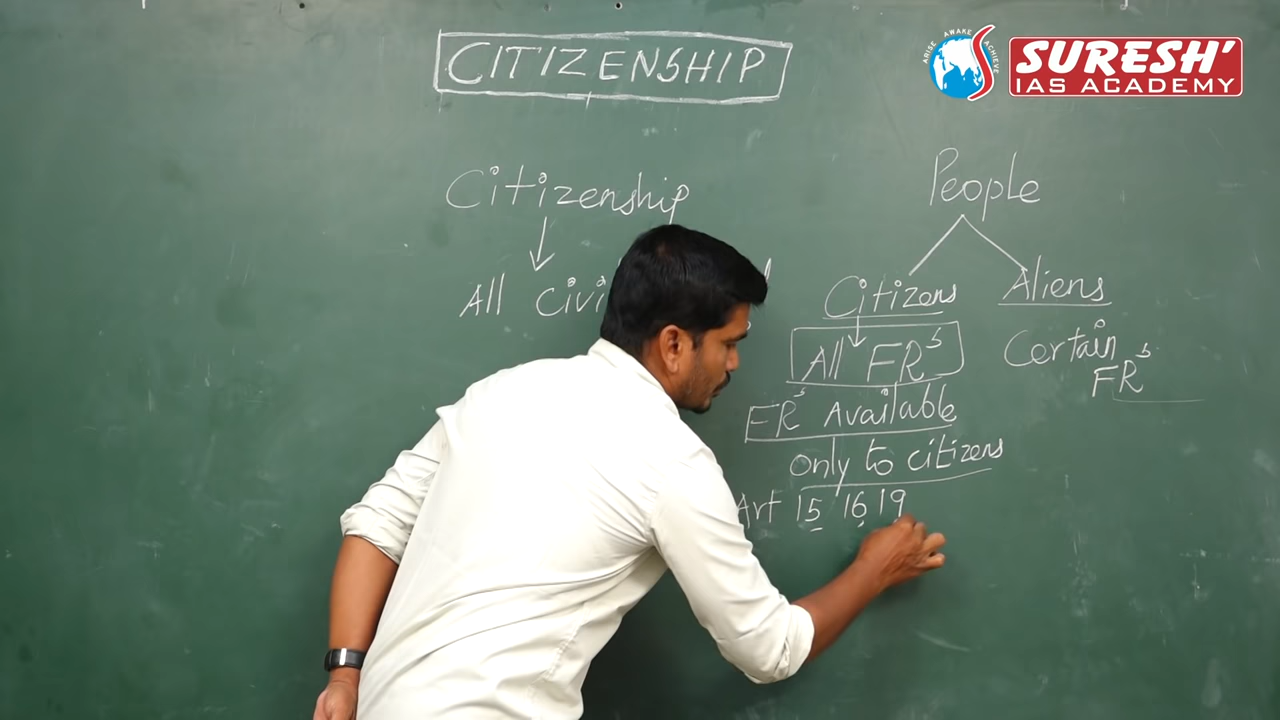 CITIZENSHIP
ARISE AWAKE ACHIEVE
SURESH'
IAS ACADEMY
Citizenship
All
People
Citizens Aliens
All FRs
Certain
FRs
FRs Available
only to citizens
Art 15 16 19